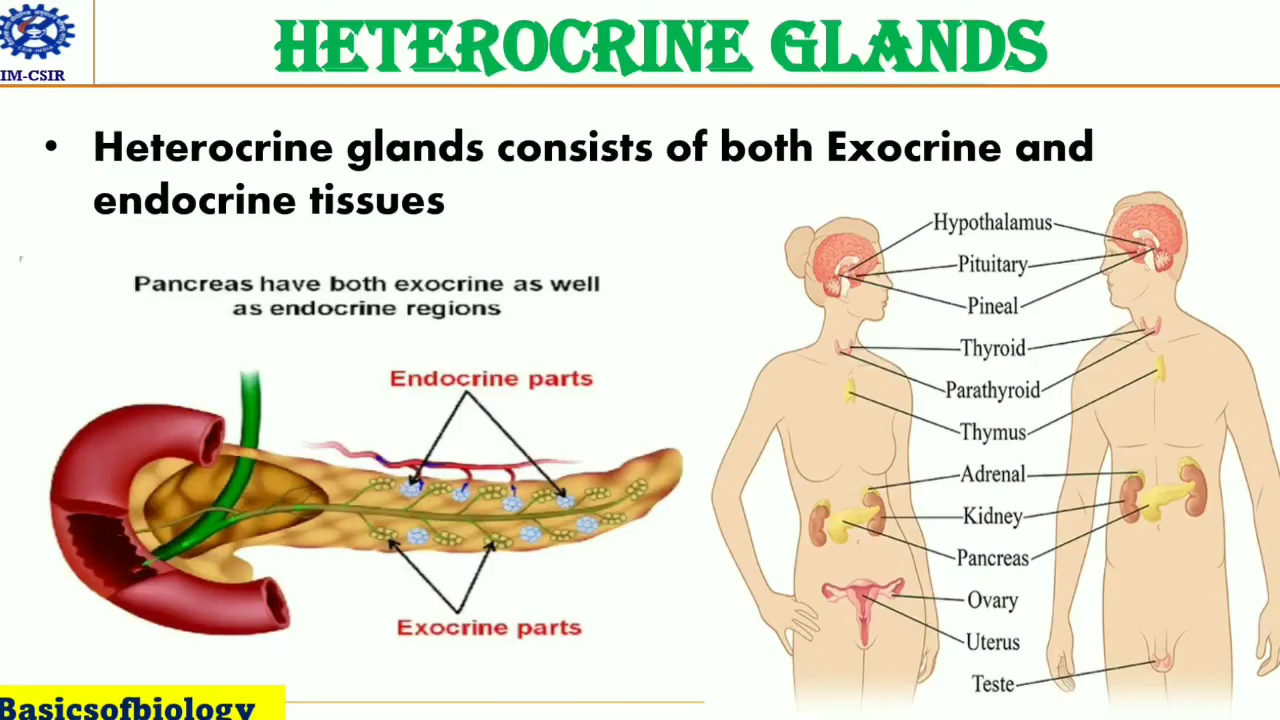 IM-CSIR
HETEROCRINE GLANDS
• Heterocrine glands consists of both Exocrine and
endocrine tissues
Pancreas have both exocrine as well
as endocrine regions
Endocrine parts
Exocrine parts
Hypothalamus
Pituitary
Pineal
Thyroid
Parathyroid
Thymus
Adrenal
Kidney
Pancreas
Ovary
Uterus
Teste
Basicsofbiology